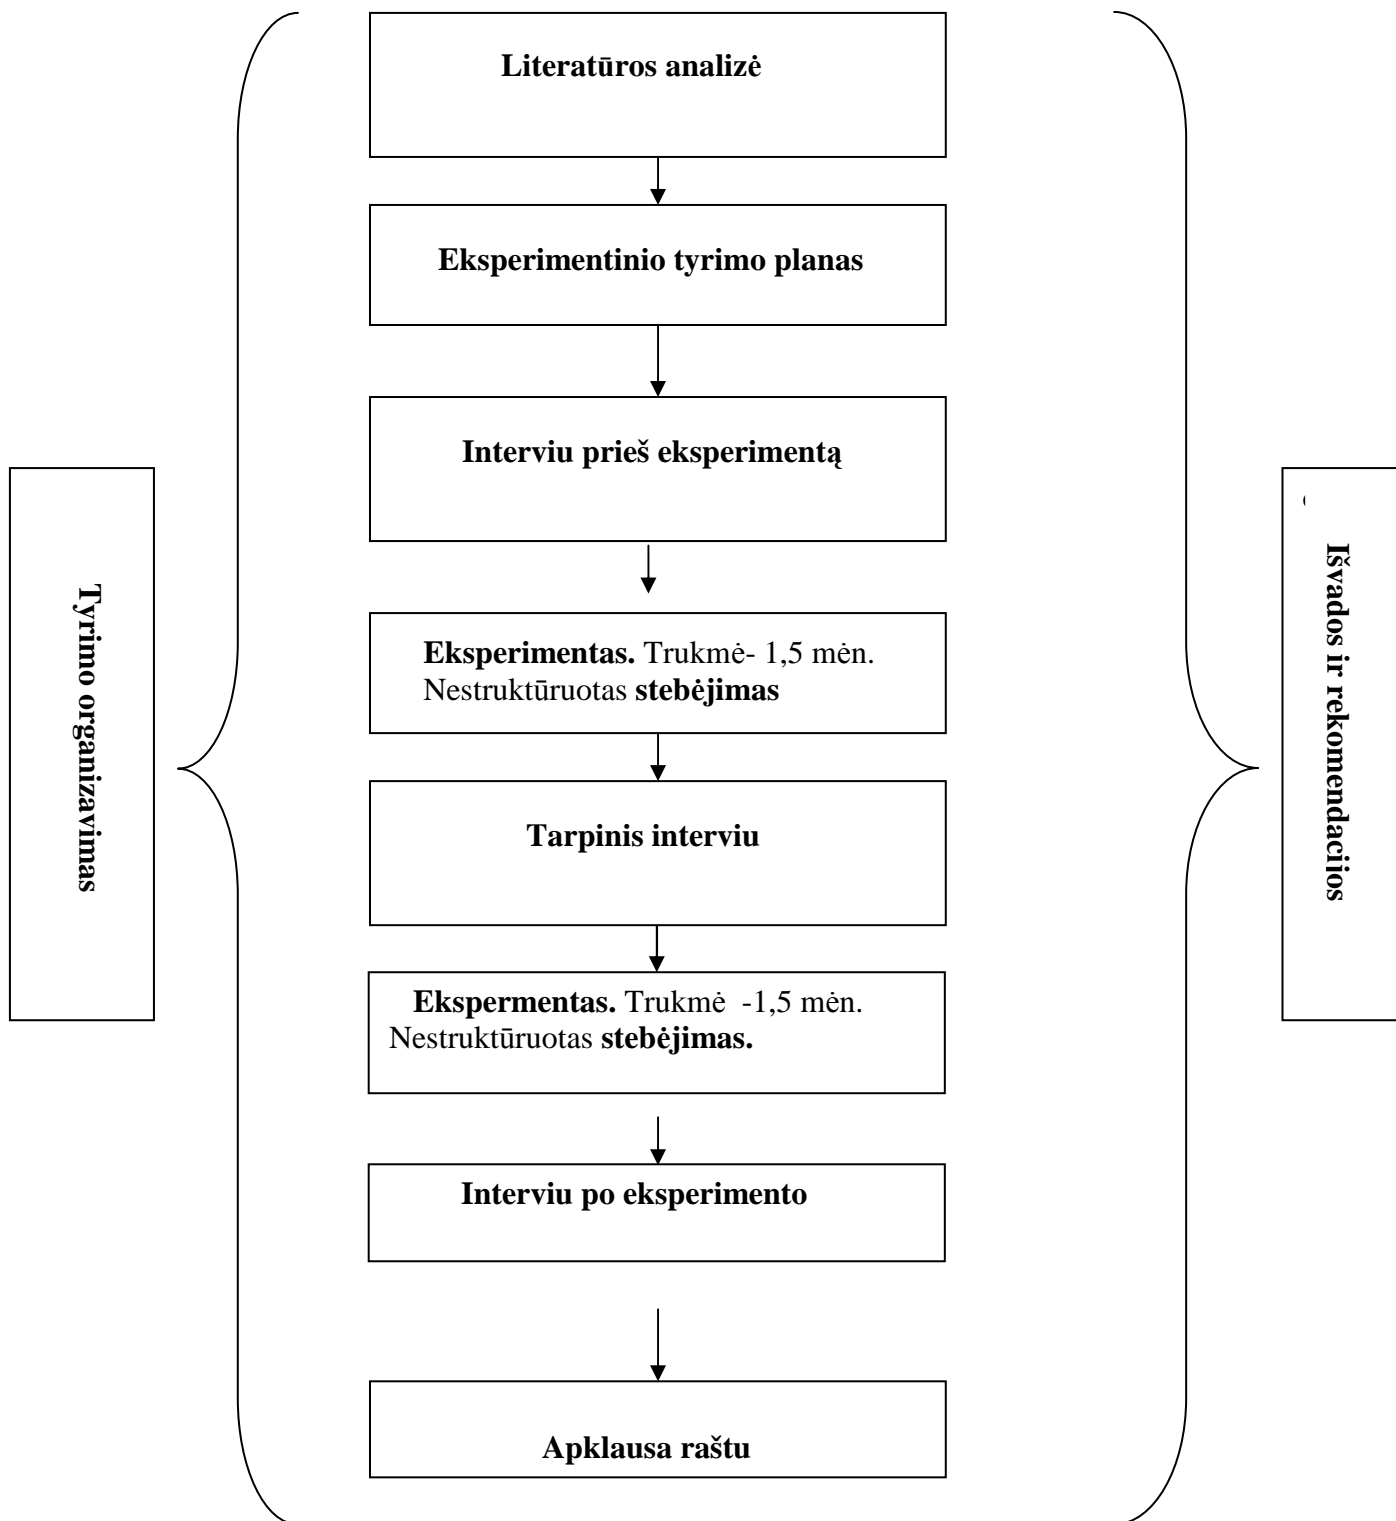 Literatūros analizė
Eksperimentinio tyrimo planas
Interviu prieš eksperimentą
Tyrimo organizavimas
Išvados ir rekomendacijos
Eksperimentas. Trukmė- 1,5 mėn.
Nestruktūruotas stebėjimas
Tarpinis interviu
Ekspermentas. Trukmė -1,5 mėn.
Nestruktūruotas stebėjimas.
Interviu po eksperimento
Apklausa raštu